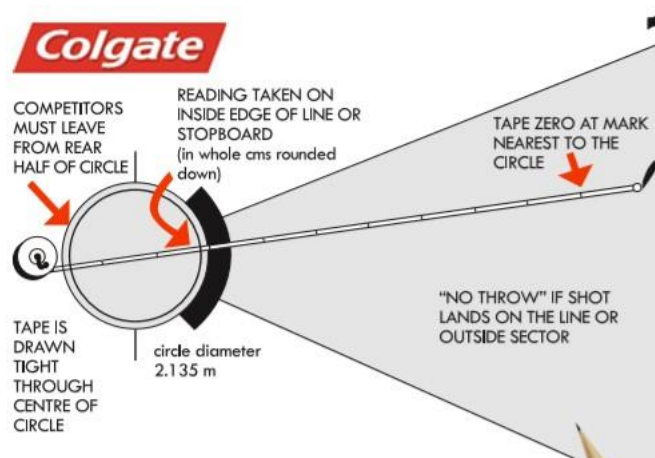 Colgate
COMPETITORS
MUST LEAVE
FROM REAR
HALF OF CIRCLE
READING TAKEN ON
INSIDE EDGE OF LINE OR
STOPBOARD
(in whole cms rounded
down)
TAPE ZERO AT MARK
NEAREST TO THE
CIRCLE
"NO THROW" IF SHOT
LANDS ON THE LINE OR
OUTSIDE SECTOR
TAPE IS
DRAWN
TIGHT
THROUGH
CENTRE OF
CIRCLE
circle diameter
2.135 m